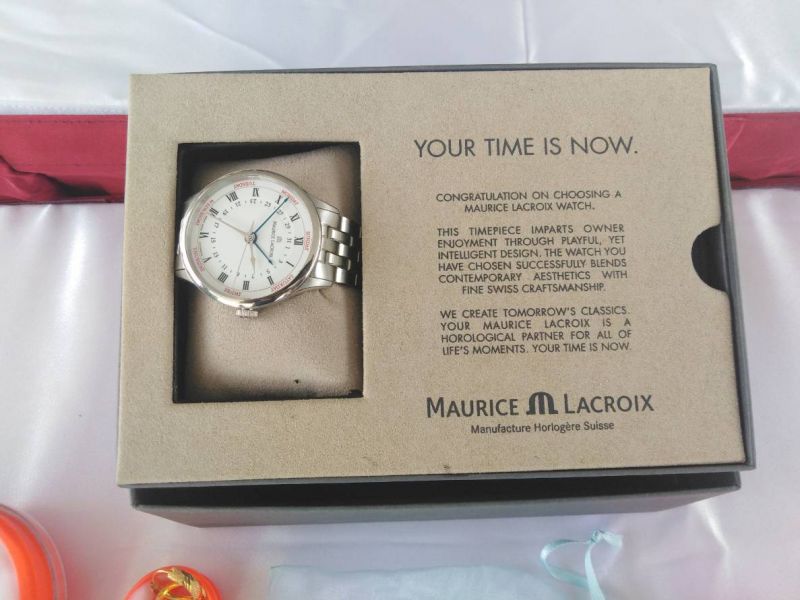 YOUR TIME IS NOW.
CONGRATULATION ON CHOOSING A
MAURICE LACROIX WATCH.
THIS TIMEPIECE IMPARTS OWNER
ENJOYMENT THROUGH PLAYFUL, YET
INTELLIGENT DESIGN. THE WATCH YOU
HAVE CHOSEN SUCCESSFULLY BLENDS
CONTEMPORARY AESTHETICS WITH
FINE SWISS CRAFTSMANSHIP.
WE CREATE TOMORROW'S CLASSICS.
YOUR MAURICE LACROIX IS A
HOROLOGICAL PARTNER FOR ALL OF
LIFE'S MOMENTS. YOUR TIME IS NOW.
MAURICE LACROIX
Manufacture Horlogère Suisse
MAURICE LACROIX
TUESDAY